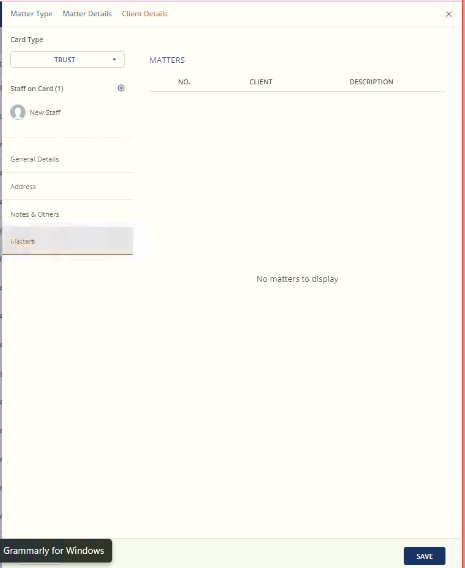 Matter Type Matter Details Client Details
Card Type
TRUST
Staff on Card (1)
New Staff
General Details
Address
Notes & Others
Matters
MATTERS
NO. CLIENT DESCRIPTION
No matters to display
Grammarly for Windows
SAVE